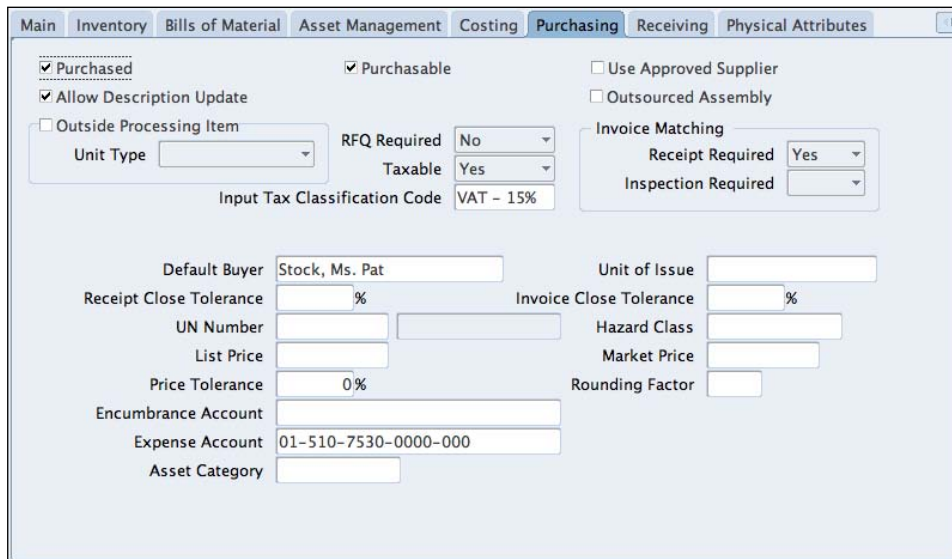 Main Inventory Bills of Material Asset Management Costing Purchasing Receiving Physical Attributes
Purchased Purchasable Use Approved Supplier
Allow Description Update Outsourced Assembly
Outside Processing Item RFQ Required No Invoice Matching
Unit Type Taxable Yes Receipt Required Yes
Input Tax Classification Code VAT - 15% Inspection Required
Default Buyer Stock, Ms. Pat Unit of Issue
Receipt Close Tolerance % Invoice Close Tolerance %
UN Number Hazard Class
List Price Market Price
Price Tolerance 0% Rounding Factor
Encumbrance Account
Expense Account 01-510-7530-0000-000
Asset Category